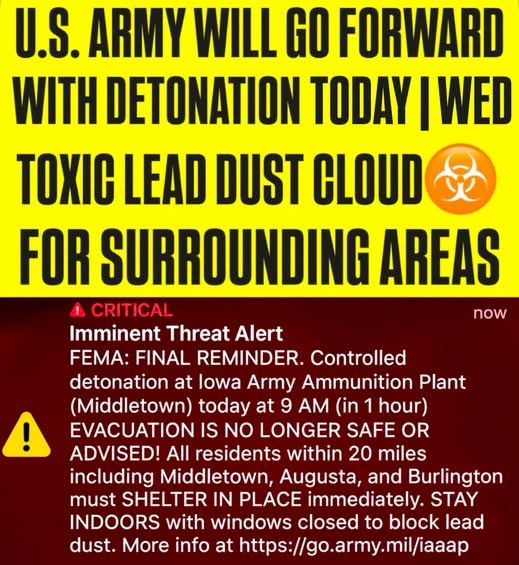 U.S. ARMY WILL GO FORWARD
WITH DETONATION TODAY | WED
TOXIC LEAD DUST CLOUD
FOR SURROUNDING AREAS
CRITICAL
now
Imminent Threat Alert
FEMA: FINAL REMINDER. Controlled
detonation at Iowa Army Ammunition Plant
(Middletown) today at 9 AM (in 1 hour)
EVACUATION IS NO LONGER SAFE OR
ADVISED! All residents within 20 miles
including Middletown, Augusta, and Burlington
must SHELTER IN PLACE immediately. STAY
INDOORS with windows closed to block lead
dust. More info at https://go.army.mil/iaaap